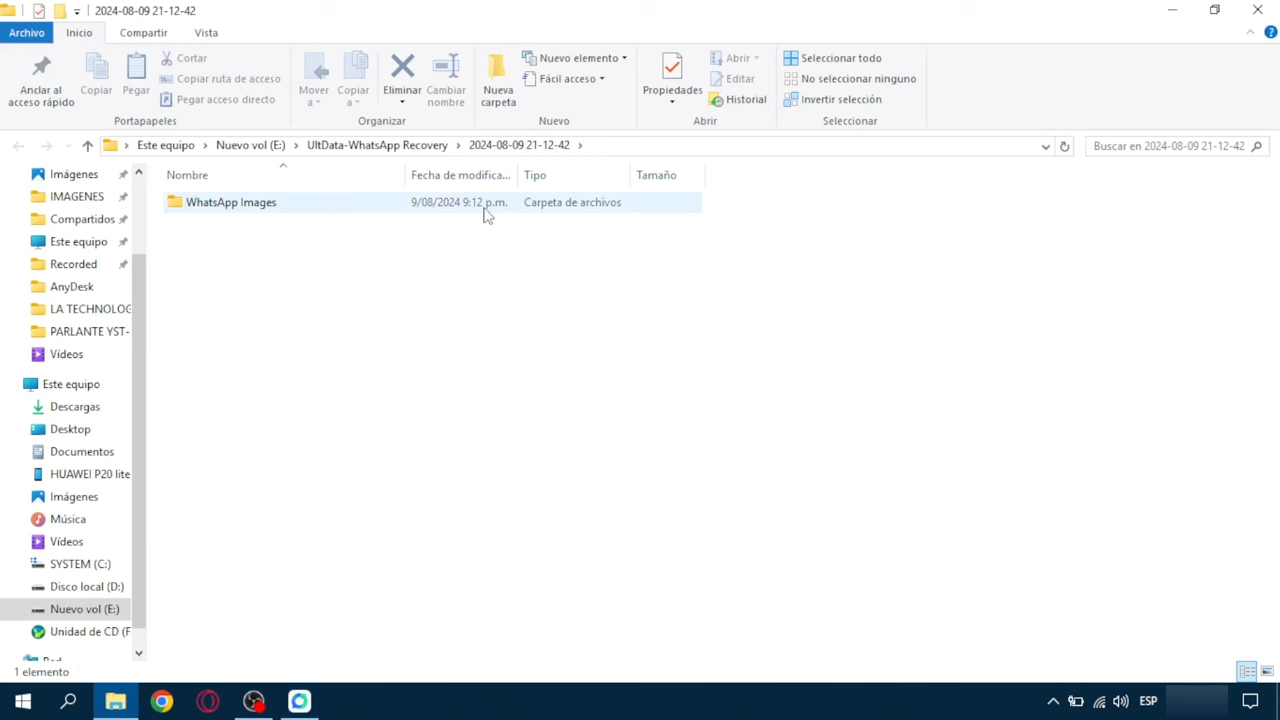 2024-08-09 21-12-42
Archivo Inicio Compartir Vista
Anclar al acceso rápido
Copiar
Pegar
Cortar
Copiar ruta de acceso
Pegar acceso directo
Portapapeles
Mover a
Copiar a
Eliminar
Cambiar nombre
Organizar
Nueva carpeta
Nuevo elemento
Fácil acceso
Nuevo
Propiedades
Abrir
Editar
Historial
Abrir
Seleccionar todo
No seleccionar ninguno
Invertir selección
Seleccionar
Este equipo > Nuevo vol (E:) > UltData-WhatsApp Recovery > 2024-08-09 21-12-42 >
Buscar en 2024-08-09 21-12-42
Nombre Fecha de modifica... Tipo Tamaño
WhatsApp Images 9/08/2024 9:12 p.m. Carpeta de archivos
Imágenes
IMAGENES
Compartidos
Este equipo
Recorded
AnyDesk
LA TECHNOLOG
PARLANTE YST-
Vídeos
Este equipo
Descargas
Desktop
Documentos
HUAWEI P20 lite
Imágenes
Música
Vídeos
SYSTEM (C:)
Disco local (D:)
Nuevo vol (E:)
Unidad de CD (F
Red
1 elemento
ESP